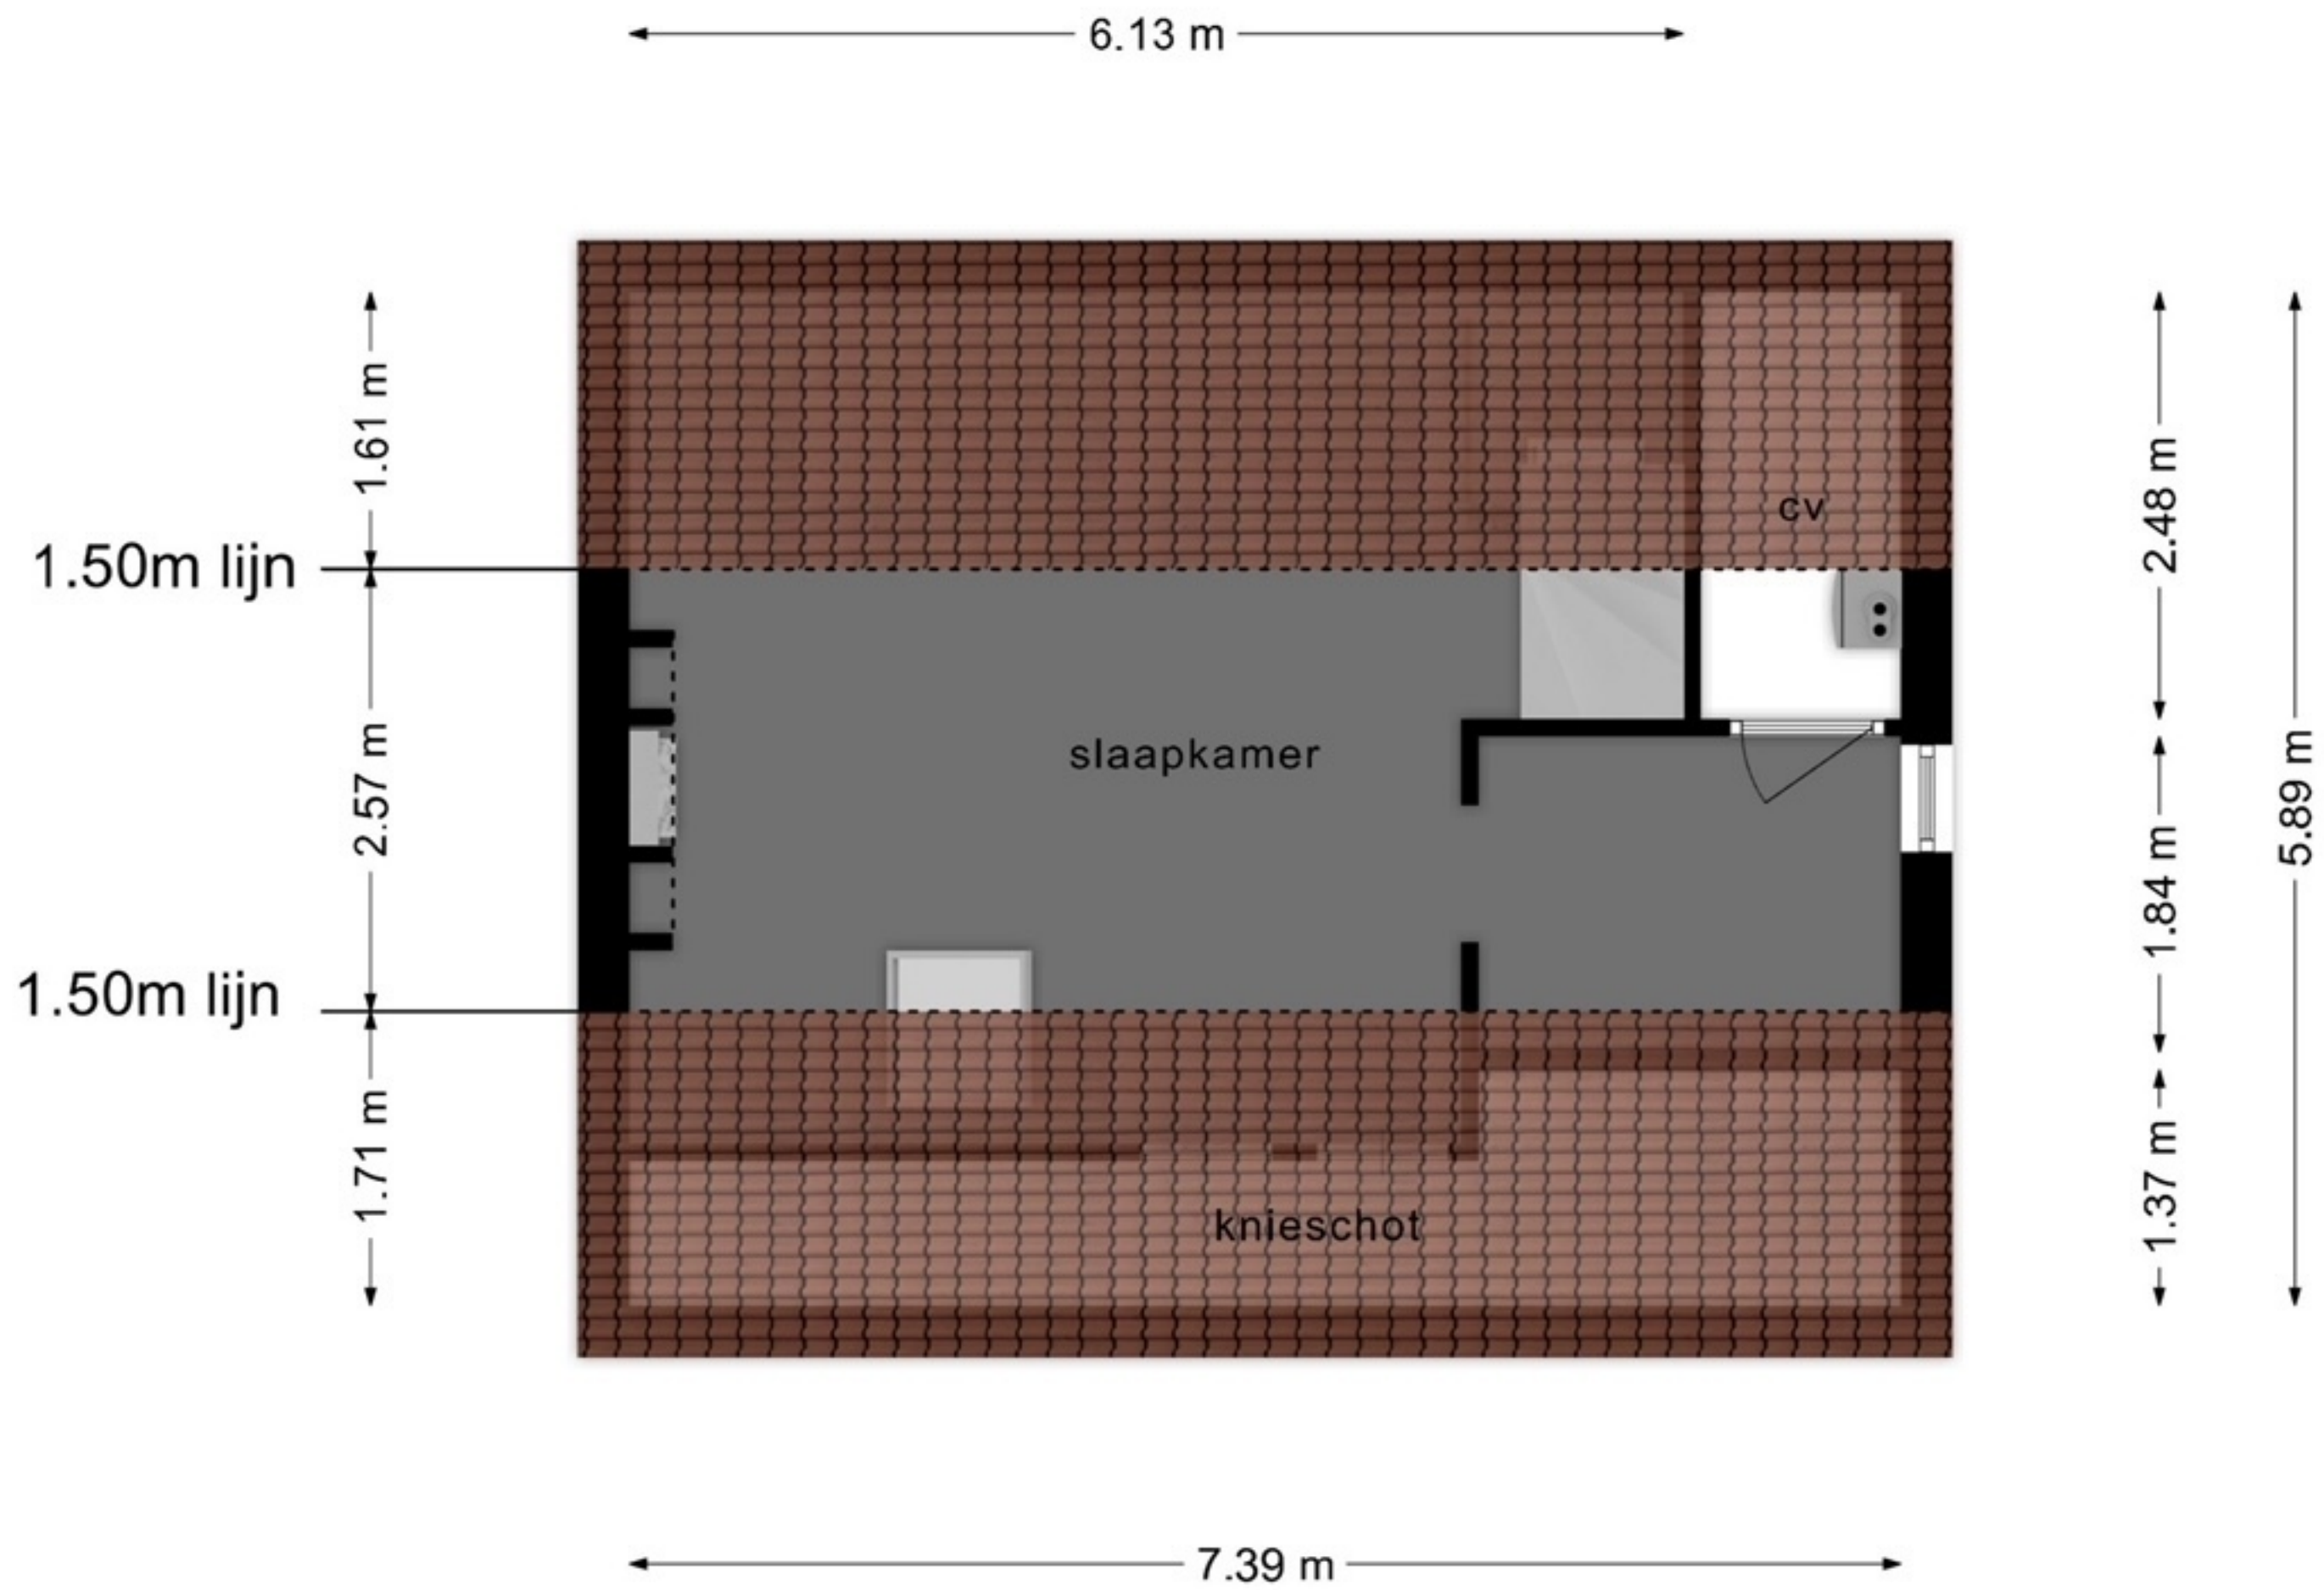 6.13 m
1.61 m
cv
2.48 m
1.50m lijn
slaapkamer
2.57 m
5.89 m
1.84 m
1.50m lijn
1.71 m
1.37 m
knieschot
7.39 m